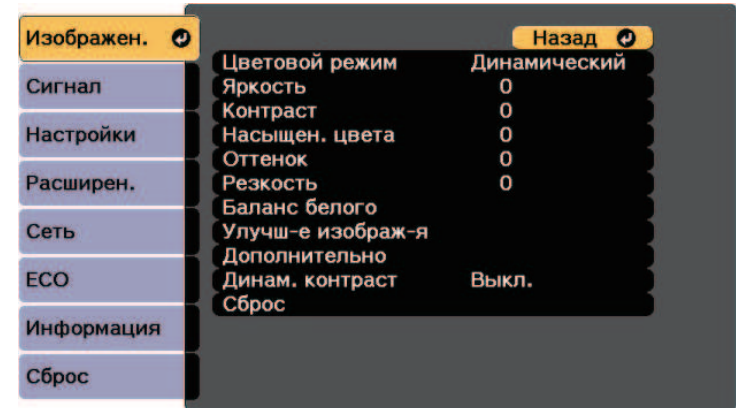 Изображен.
Сигнал
Настройки
Расширен.
Сеть
ECO
Информация
Сброс
Назад
Цветовой режим Динамический
Яркость 0
Контраст 0
Насыщен. цвета 0
Оттенок 0
Резкость 0
Баланс белого
Улучш-е изображ-я
Дополнительно
Динам. контраст Выкл.
Сброс